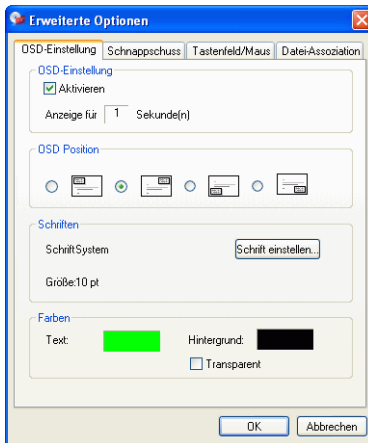 Erweiterte Optionen
OSD-Einstellung Schnappschuss Tastenfeld/Maus Datei-Assoziation
OSD-Einstellung
Aktivieren
Anzeige für 1 Sekunde(n)
OSD Position
Schriften
SchriftSystem Schrift einstellen...
Größe:10 pt
Farben
Text: Hintergrund:
Transparent
OK Abbrechen